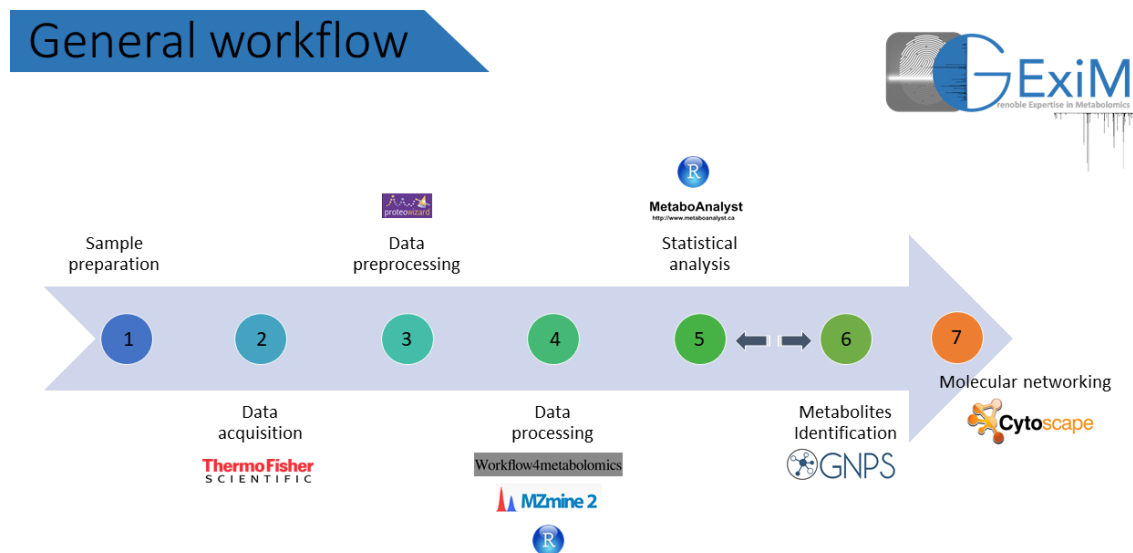 General workflow
GExiM
Grenoble Expertise in Metabolomics
R
proteowizard
MetaboAnalyst
http://www.metaboanalyst.ca
Sample
preparation
Data
preprocessing
Statistical
analysis
1
2
3
4
5
6
7
Molecular networking
Cytoscape
Data
acquisition
ThermoFisher
SCIENTIFIC
Data
processing
Workflow4metabolomics
MZmine 2
R
Metabolites
Identification
GNPS